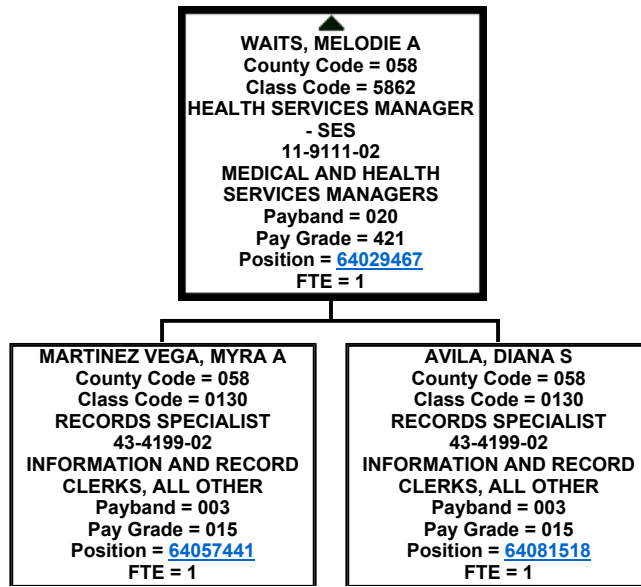 WAITS, MELODIE A
County Code = 058
Class Code = 5862
HEALTH SERVICES MANAGER
- SES
11-9111-02
MEDICAL AND HEALTH
SERVICES MANAGERS
Payband = 020
Pay Grade = 421
Position = 64029467
FTE = 1
MARTINEZ VEGA, MYRA A
County Code = 058
Class Code = 0130
RECORDS SPECIALIST
43-4199-02
INFORMATION AND RECORD
CLERKS, ALL OTHER
Payband = 003
Pay Grade = 015
Position = 64057441
FTE = 1
AVILA, DIANA S
County Code = 058
Class Code = 0130
RECORDS SPECIALIST
43-4199-02
INFORMATION AND RECORD
CLERKS, ALL OTHER
Payband = 003
Pay Grade = 015
Position = 64081518
FTE = 1